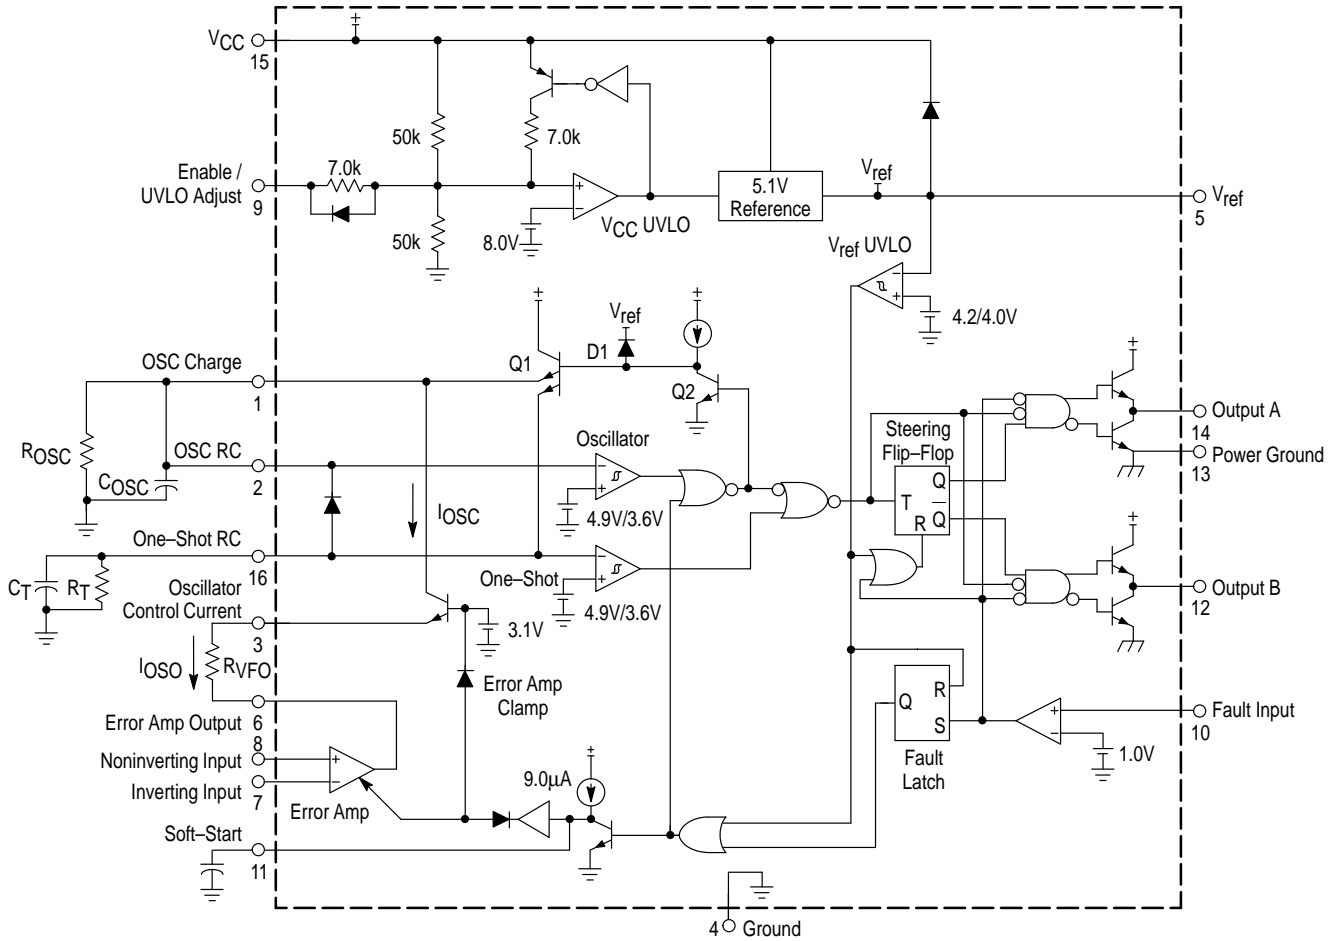 VCC
15
50k
7.0k
Enable /
UVLO Adjust
9
7.0k
50k
8.0V
+
–
VCC UVLO
5.1V
Reference
Vref
Vref
5
Vref UVLO
–
+
4.2/4.0V
Vref
D1
Q1
Q2
OSC Charge
1
ROSC
COSC
OSC RC
2
IOSC
Oscillator
–
+
4.9V/3.6V
One–Shot RC
16
CT
RT
One–Shot
–
+
4.9V/3.6V
Steering
Flip–Flop
T
Q
Q
R
Output A
14
13
Power Ground
Output B
12
Oscillator
Control Current
3
3.1V
IOSO
RVFO
Error Amp
Clamp
Error Amp Output
6
8
Noninverting Input
Inverting Input
7
+
–
Error Amp
Soft–Start
11
9.0µA
Q
R
S
Fault
Latch
+
–
1.0V
Fault Input
10
4
Ground